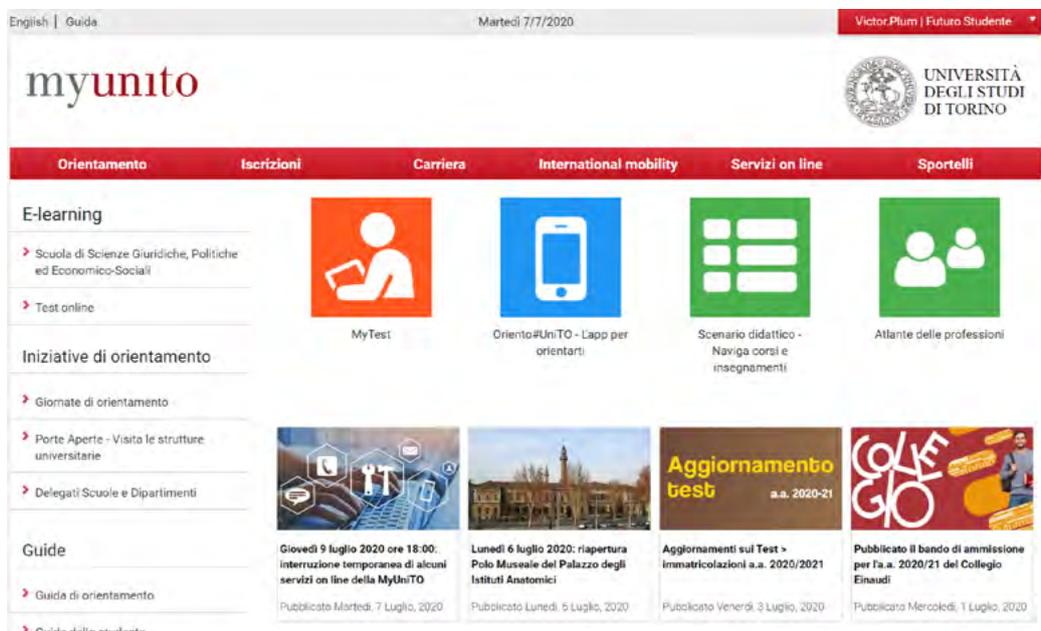 English | Guida
Martedì 7/7/2020
Victor.Plum | Futuro Studente
myunito
UNIVERSITÀ
DEGLI STUDI
DI TORINO
Orientamento
Iscrizioni
Carriera
International mobility
Servizi on line
Sportelli
E-learning
Scuola di Scienze Giuridiche, Politiche
ed Economico-Sociali
Test online
Iniziative di orientamento
Giornate di orientamento
Porte Aperte - Visita le strutture
universitarie
Delegati Scuole e Dipartimenti
Guide
Guida di orientamento
Guida dello studente
MyTest
Oriento#UniTO - L'app per
orientarti
Scenario didattico -
Naviga corsi e
insegnamenti
Atlante delle professioni
Giovedì 9 luglio 2020 ore 18:00:
interruzione temporanea di alcuni
servizi on line della MyUniTO
Pubblicato Martedì, 7 Luglio, 2020
Lunedì 6 luglio 2020: riapertura
Polo Museale del Palazzo degli
Istituti Anatomici
Pubblicato Lunedì, 6 Luglio, 2020
Aggiornamento
test
a.a. 2020-21
Aggiornamenti sui Test >
immatricolazioni a.a. 2020/2021
Pubblicato Venerdì, 3 Luglio, 2020
COLLEGIO
Pubblicato il bando di ammissione
per l'a.a. 2020/21 del Collegio
Einaudi
Pubblicato Mercoledì, 1 Luglio, 2020